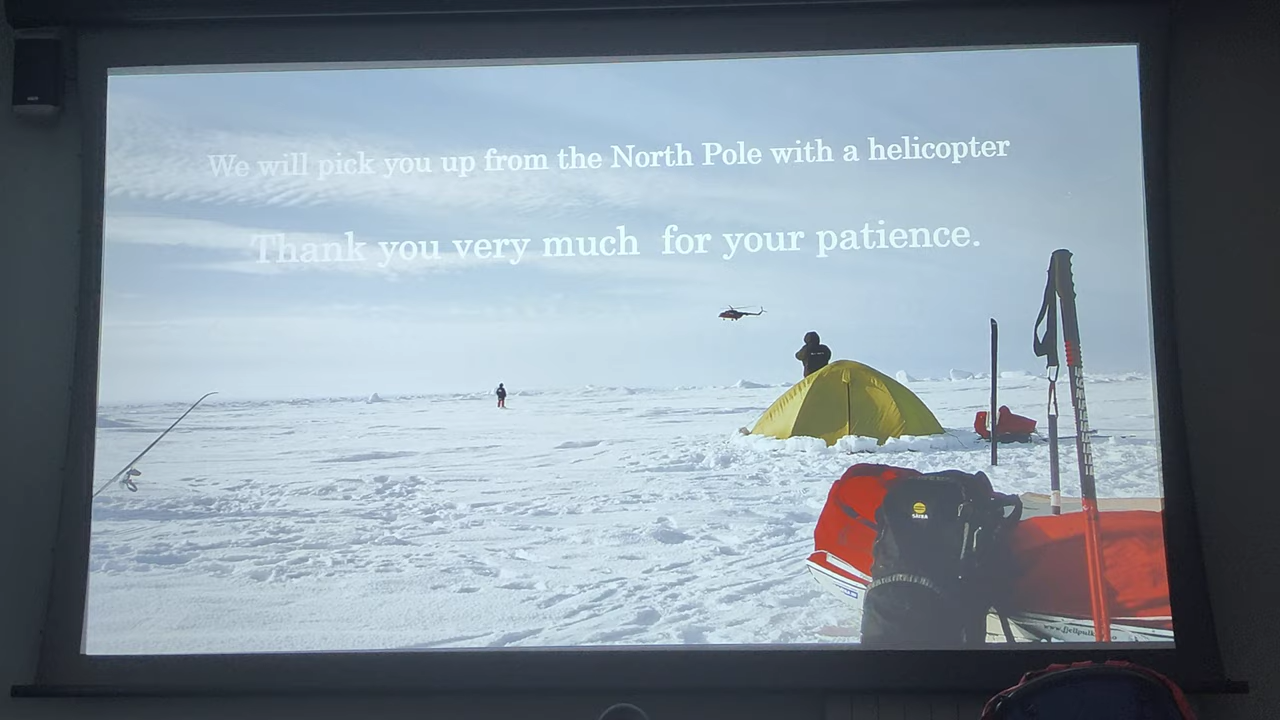 We will pick you up from the North Pole with a helicopter
Thank you very much for your patience.